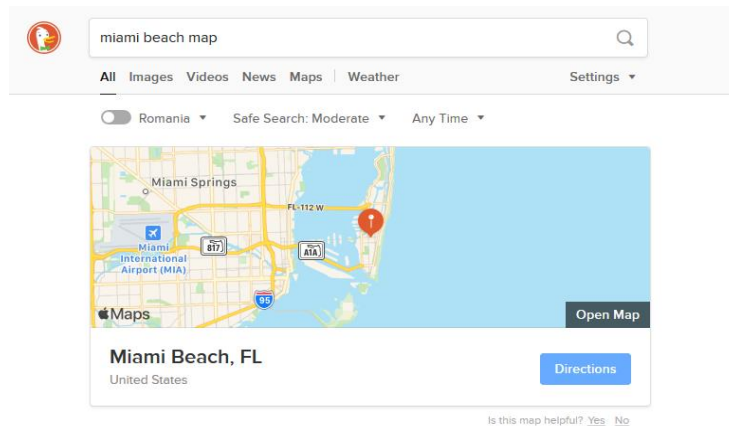 miami beach map
All Images Videos News Maps Weather Settings
Romania Safe Search: Moderate Any Time
Miami Springs
FL-112 W
Miami
International
Airport (MIA)
817
A1A
95
Maps
Open Map
Miami Beach, FL
United States
Directions
Is this map helpful? Yes No